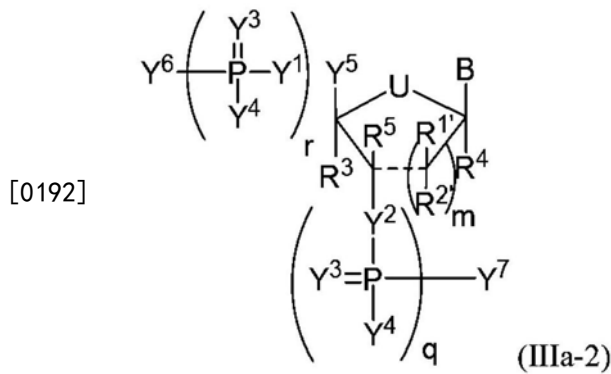 Y³
Y⁶ P Y¹ Y⁵ U B
Y⁴ r R³ R⁵ R¹' R⁴
[0192]
R²' m
Y²
Y³=P Y⁷
Y⁴ q
(IIIa-2)